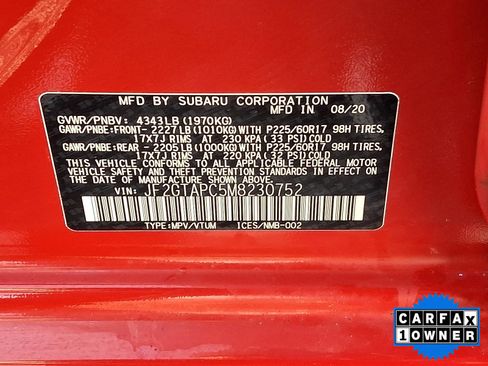 MFD BY SUBARU CORPORATION 08/20
GVWR/PNBV: 4343LB (1970KG)
GAWR/PNBE:FRONT- 2227LB (1010KG) WITH P225/60R17 98H TIRES,
17X7J RIMS AT 230 KPA (33 PSI) COLD
GAWR/PNBE:REAR - 2205LB (1000KG) WITH P225/60R17 98H TIRES,
17X7J RIMS AT 220 KPA (32 PSI) COLD
THIS VEHICLE CONFORMS TO ALL APPLICABLE FEDERAL MOTOR
VEHICLE SAFETY AND THEFT PREVENTION STANDARDS IN EFFECT
ON THE DATE OF MANUFACTURE SHOWN ABOVE.
VIN: JF2G1APC5M8230752
TYPE:MPV/VTUM ICES/NMB-002
CARFAX
1 OWNER